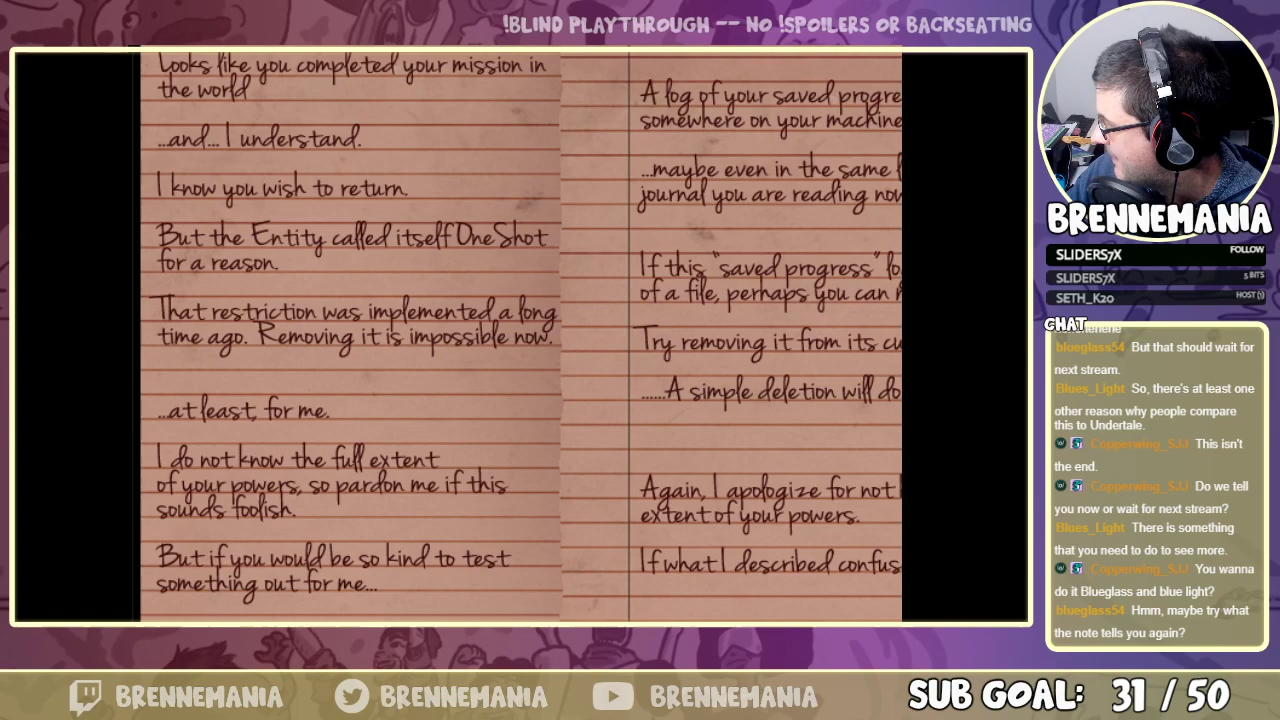 !BLIND PLAYTHROUGH -- NO !SPOILERS OR BACKSEATING
Looks like you completed your mission in
the world
...and... I understand.
I know you wish to return.
But the Entity called itself OneShot
for a reason.
That restriction was implemented a long
time ago. Removing it is impossible now.
...at least, for me.
I do not know the full extent
of your powers, so pardon me if this
sounds foolish.
But if you would be so kind to test
something out for me...
A log of your saved progre
somewhere on your machine
...maybe even in the same
journal you are reading now
If this "saved progress" lo
of a file, perhaps you can
Try removing it from its cu
......A simple deletion will do
Again, I apologize for not
extent of your powers.
If what I described confus
BRENNEMANIA
SLIDERS7X FOLLOW
SLIDERS7X 5 BITS
SETH_K20 HOST (1)
CHAT
blueglass54 But that should wait for
next stream.
Blues_Light So, there's at least one
other reason why people compare
this to Undertale.
Copperwing_SJJ This isn't
the end.
Copperwing_SJJ Do we tell
you now or wait for next stream?
Blues_Light There is something
that you need to do to see more.
Copperwing_SJJ You wanna
do it Blueglass and blue light?
blueglass54 Hmm, maybe try what
the note tells you again?
BRENNEMANIA
BRENNEMANIA
BRENNEMANIA
SUB GOAL: 31 / 50